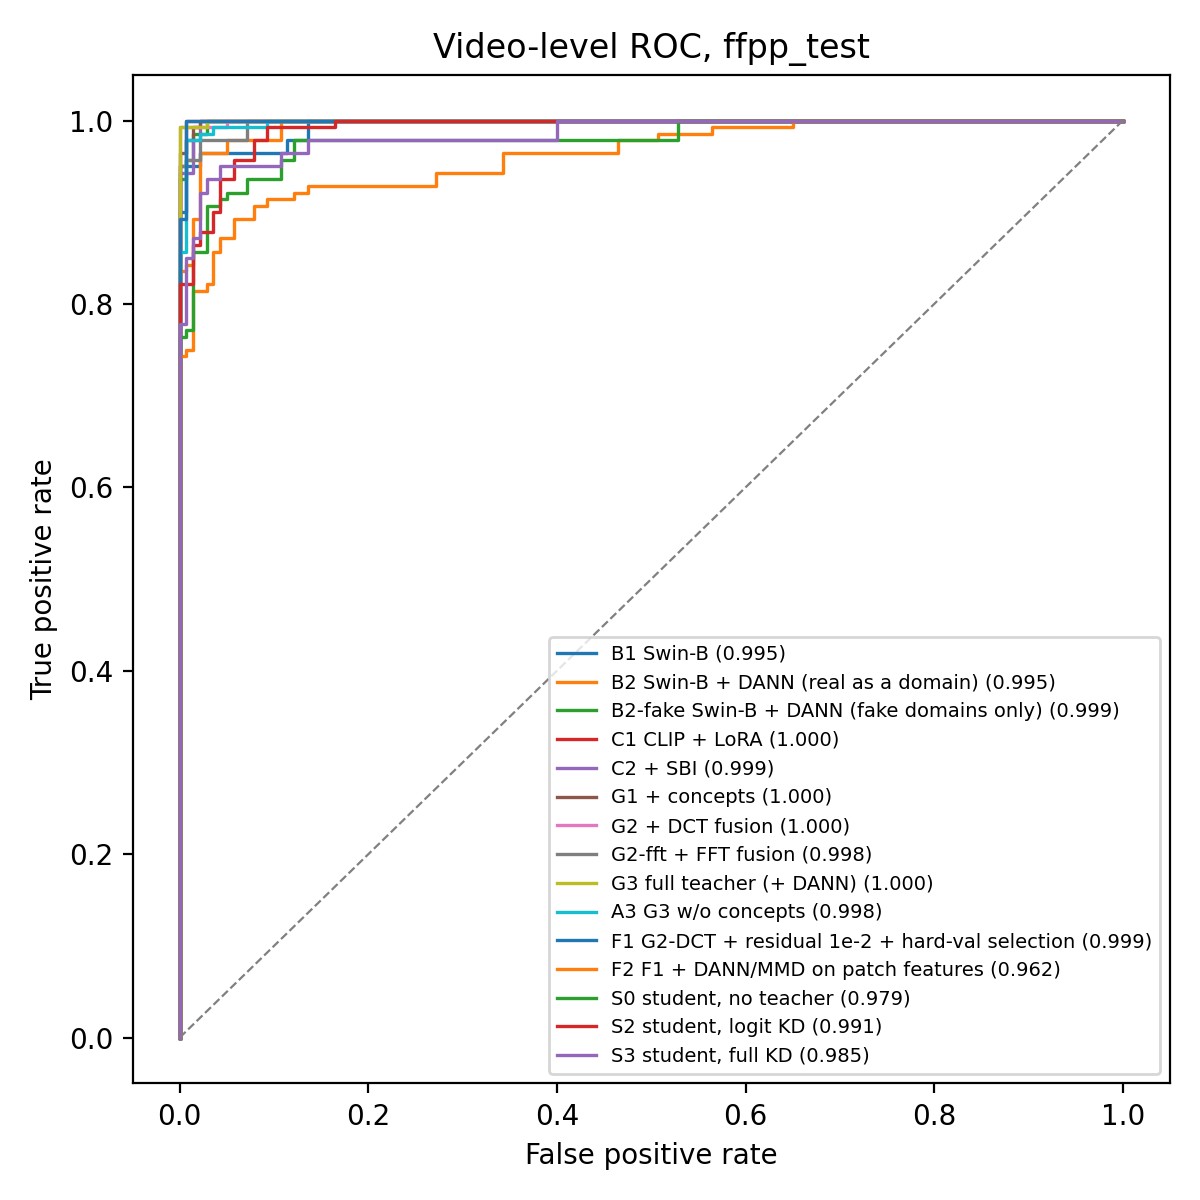 Video-level ROC, ffpp_test
1.0
0.8
0.6
0.4
0.2
0.0
True positive rate
B1 Swin-B (0.995)
B2 Swin-B + DANN (real as a domain) (0.995)
B2-fake Swin-B + DANN (fake domains only) (0.999)
C1 CLIP + LoRA (1.000)
C2 + SBI (0.999)
G1 + concepts (1.000)
G2 + DCT fusion (1.000)
G2-fft + FFT fusion (0.998)
G3 full teacher (+ DANN) (1.000)
A3 G3 w/o concepts (0.998)
F1 G2-DCT + residual 1e-2 + hard-val selection (0.999)
F2 F1 + DANN/MMD on patch features (0.962)
S0 student, no teacher (0.979)
S2 student, logit KD (0.991)
S3 student, full KD (0.985)
0.0 0.2 0.4 0.6 0.8 1.0
False positive rate